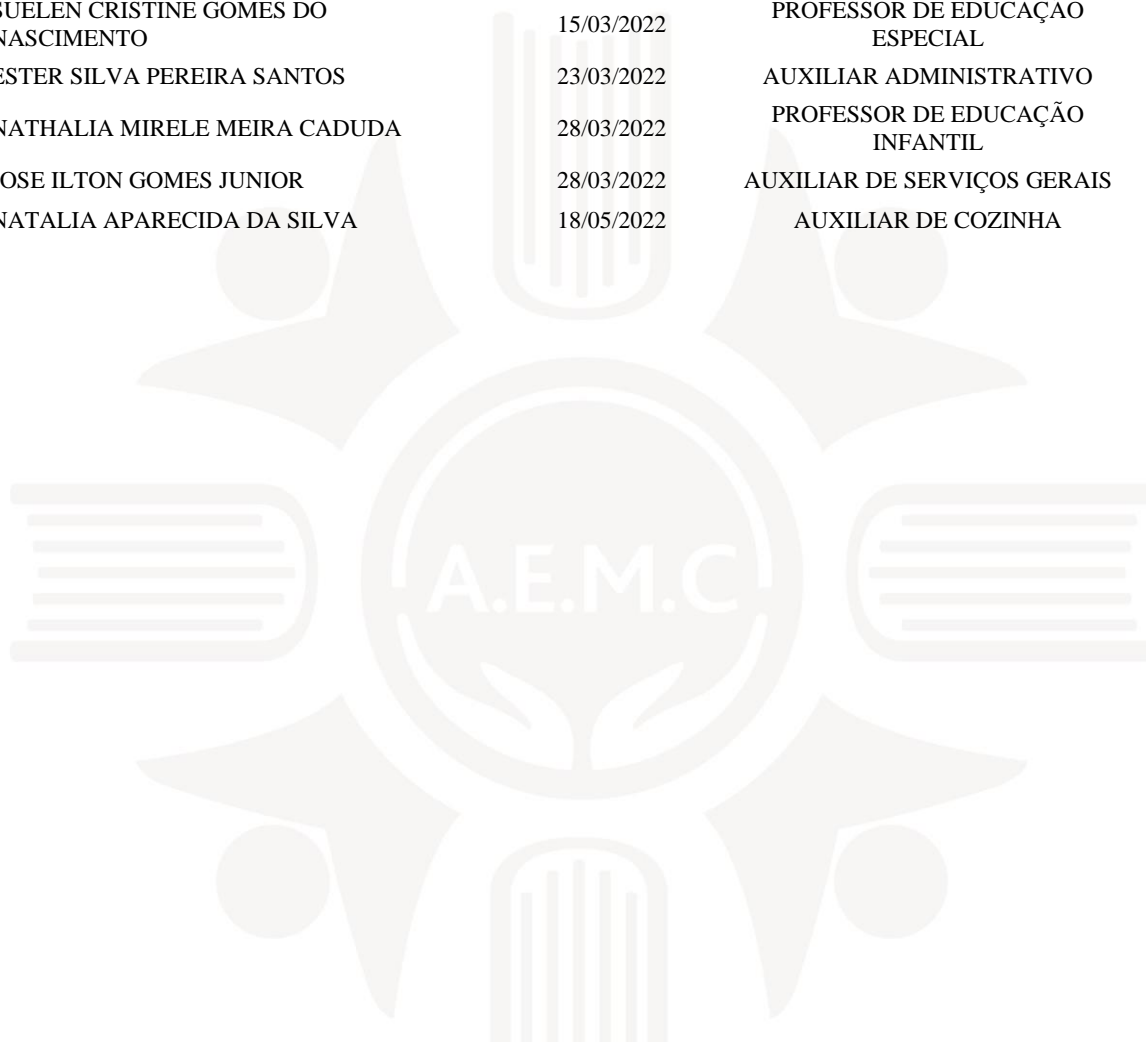 SUELEN CRISTINE GOMES DO
NASCIMENTO
15/03/2022
PROFESSOR DE EDUCAÇÃO
ESPECIAL
ESTER SILVA PEREIRA SANTOS 23/03/2022 AUXILIAR ADMINISTRATIVO
NATHALIA MIRELE MEIRA CADUDA 28/03/2022
PROFESSOR DE EDUCAÇÃO
INFANTIL
JOSE ILTON GOMES JUNIOR 28/03/2022 AUXILIAR DE SERVIÇOS GERAIS
NATALIA APARECIDA DA SILVA 18/05/2022 AUXILIAR DE COZINHA
A.E.M.C